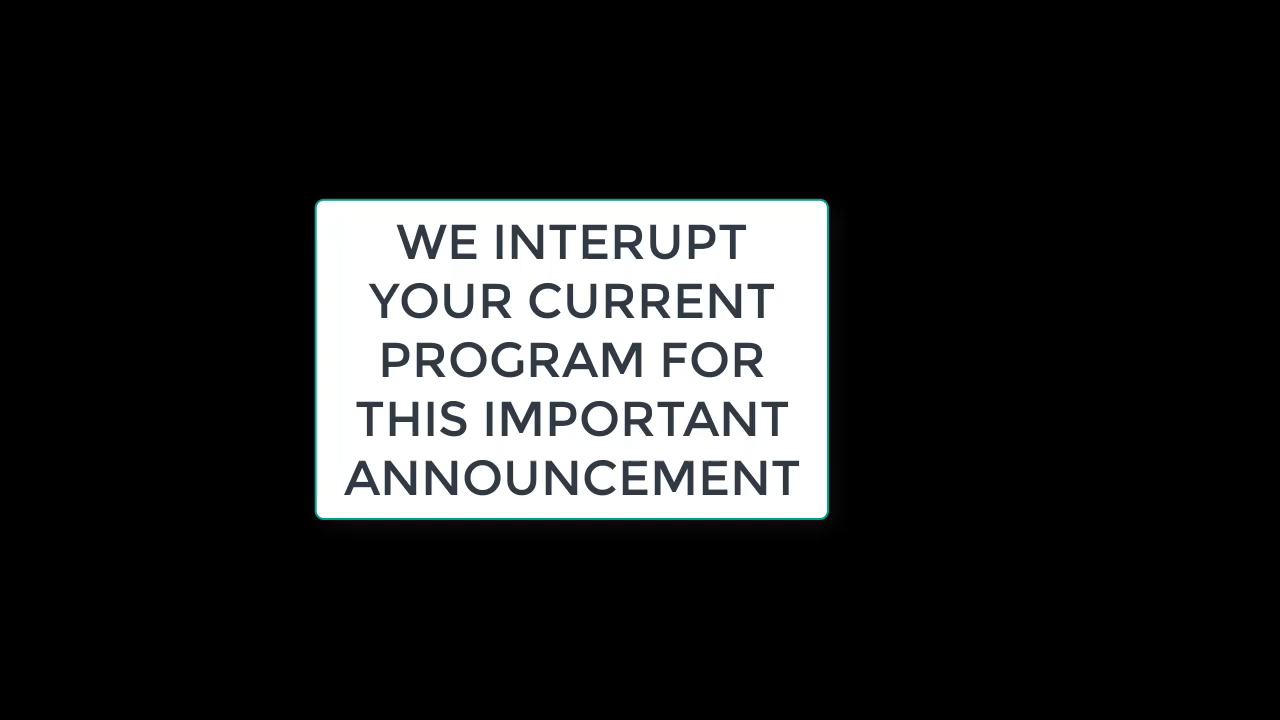 WE INTERUPT
YOUR CURRENT
PROGRAM FOR
THIS IMPORTANT
ANNOUNCEMENT